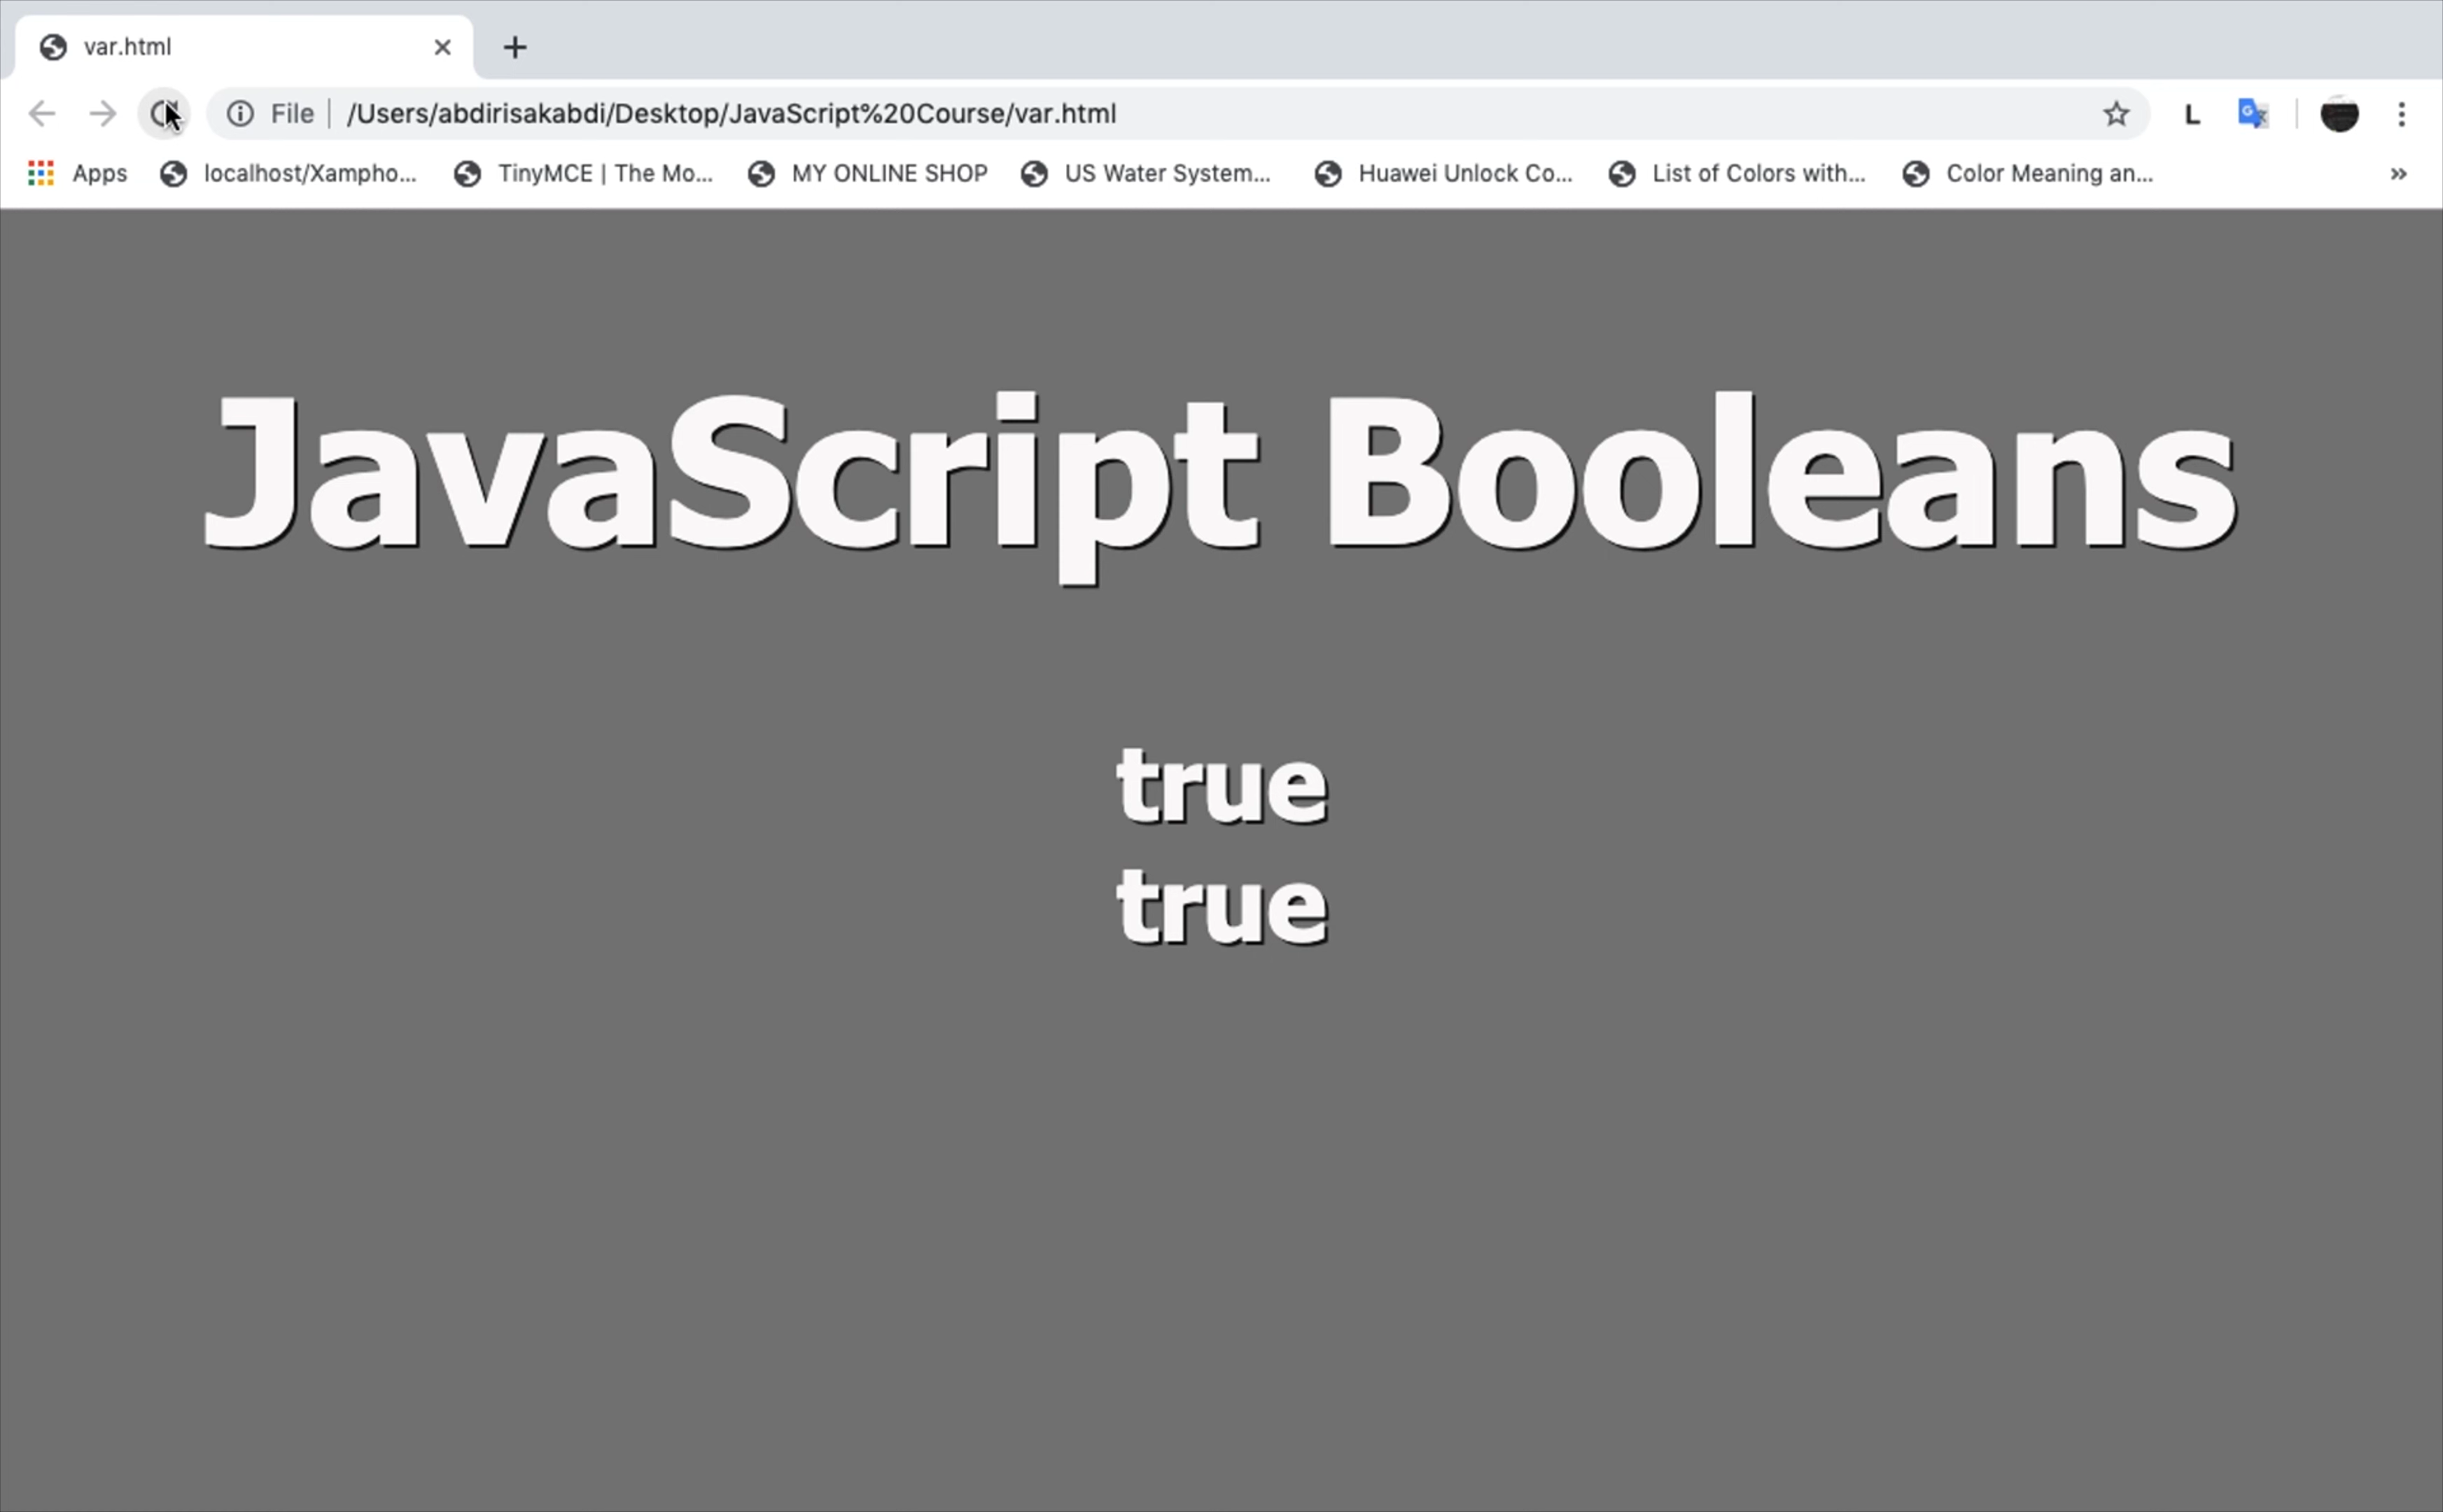 var.html
File /Users/abdirisakabdi/Desktop/JavaScript%20Course/var.html L
Apps localhost/Xampho... TinyMCE | The Mo... MY ONLINE SHOP US Water System... Huawei Unlock Co... List of Colors with... Color Meaning an...
JavaScript Booleans
true
true